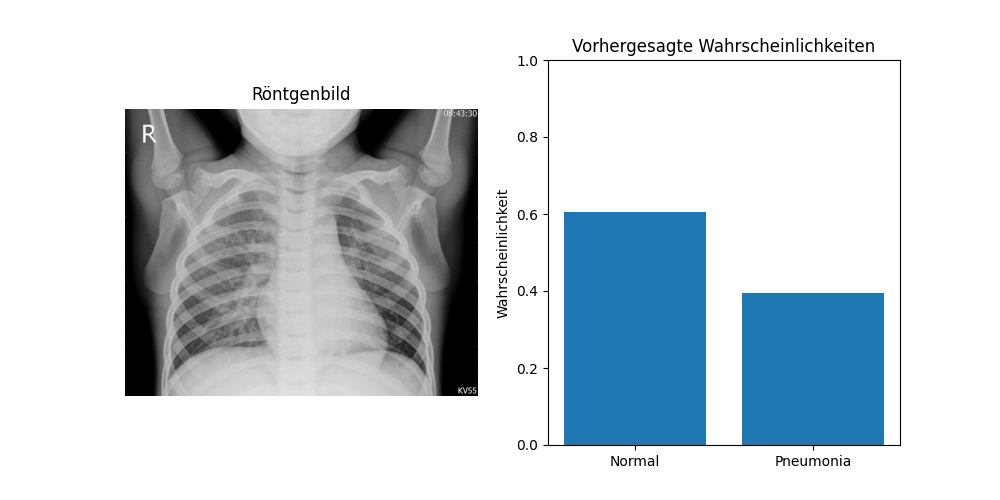 Röntgenbild
08:43:30
R
KV55
Vorhergesagte Wahrscheinlichkeiten
Wahrscheinlichkeit
1.0
0.8
0.6
0.4
0.2
0.0
Normal
Pneumonia